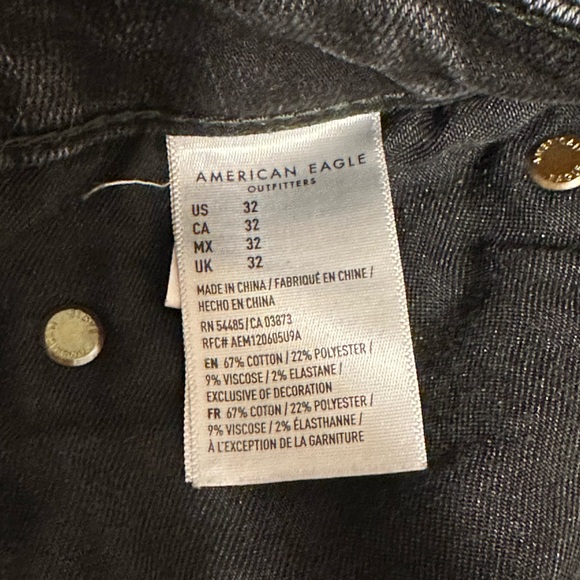 AMERICAN EAGLE
OUTFITTERS
US 32
CA 32
MX 32
UK 32
MADE IN CHINA / FABRIQUÉ EN CHINE /
HECHO EN CHINA
RN 54485/CA 03873
RFC# AEM120605U9A
EN 67% COTTON / 22% POLYESTER /
9% VISCOSE / 2% ELASTANE /
EXCLUSIVE OF DECORATION
FR 67% COTON / 22% POLYESTER /
9% VISCOSE / 2% ÉLASTHANNE /
À L'EXCEPTION DE LA GARNITURE